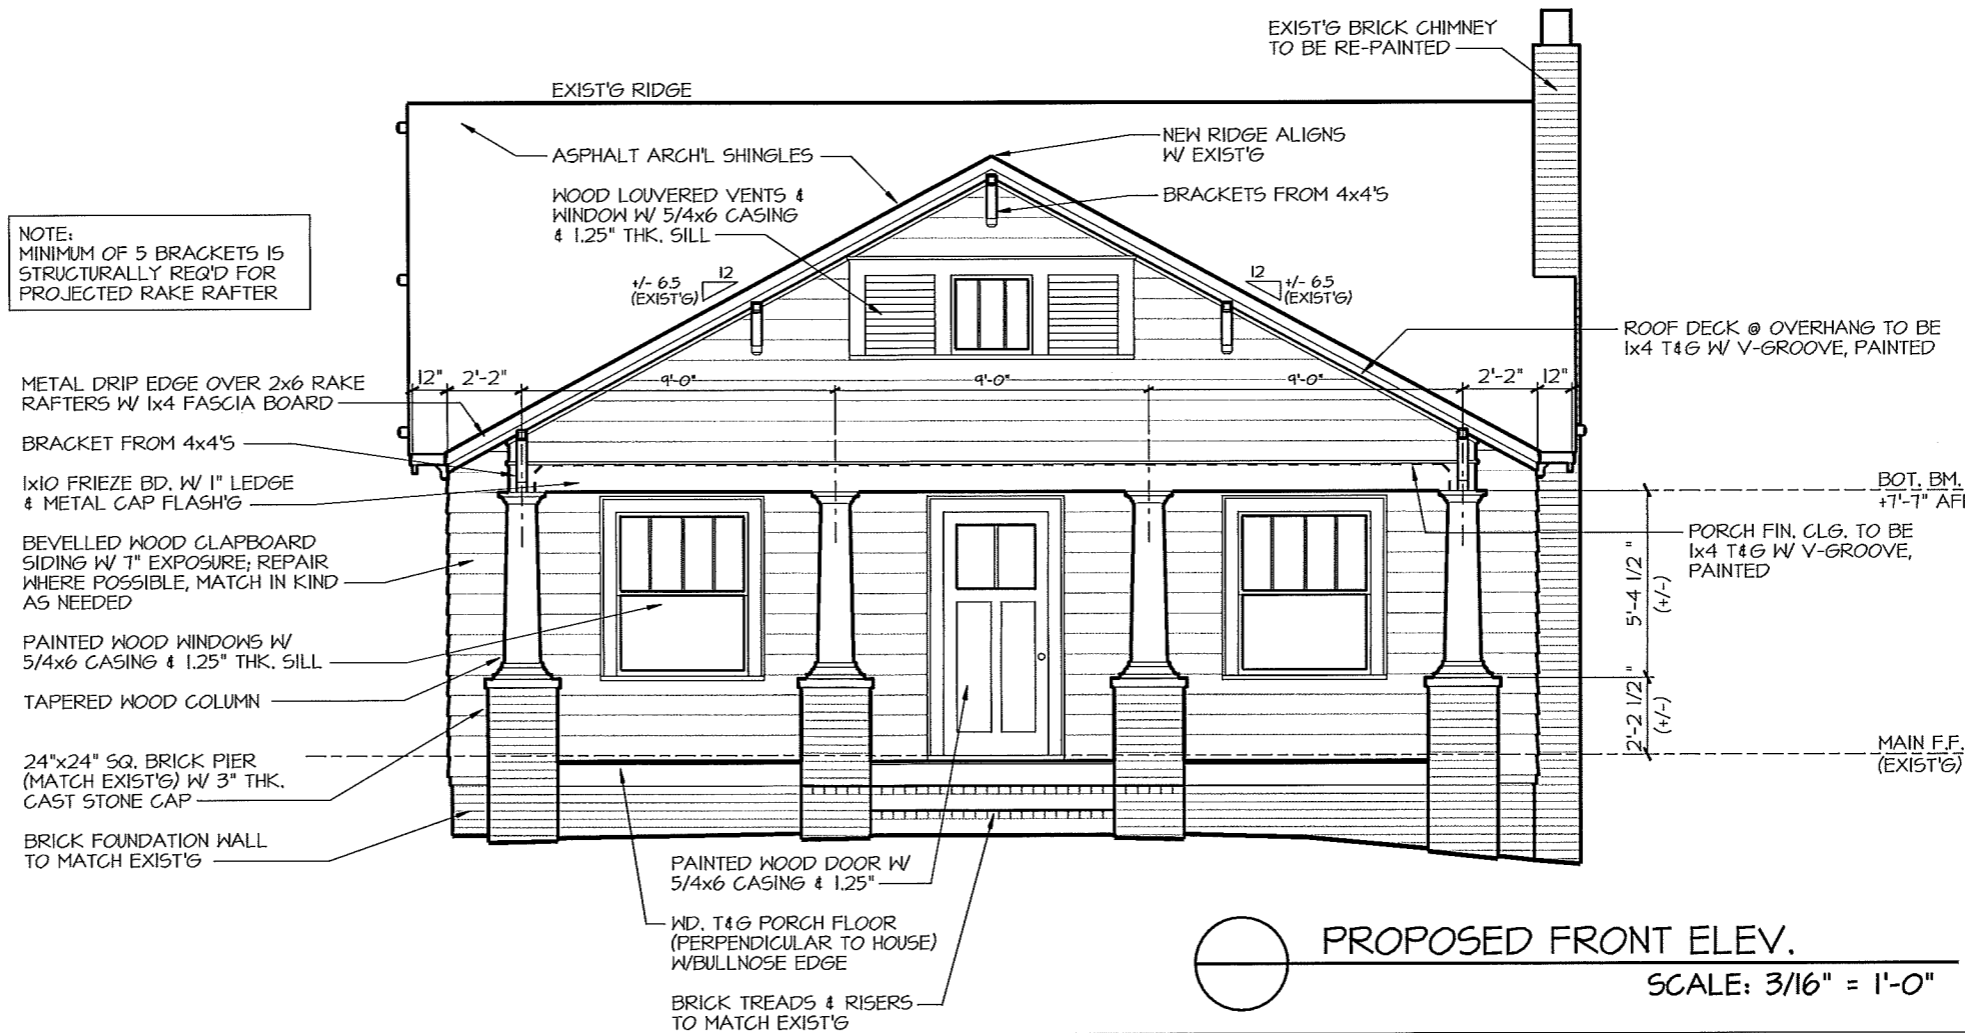 EXIST'G BRICK CHIMNEY
TO BE RE-PAINTED
EXIST'G RIDGE
NEW RIDGE ALIGNS
W/ EXIST'G
ASPHALT ARCH'L SHINGLES
BRACKETS FROM 4x4'S
WOOD LOUVERED VENTS &
WINDOW W/ 5/4x6 CASING
& 1.25" THK. SILL
NOTE:
MINIMUM OF 5 BRACKETS IS
STRUCTURALLY REQ'D FOR
PROJECTED RAKE RAFTER
12
+/- 6.5
(EXIST'G)
12
+/- 6.5
(EXIST'G)
ROOF DECK @ OVERHANG TO BE
1x4 T&G W/ V-GROOVE, PAINTED
12" 2'-2" 9'-0" 9'-0" 9'-0" 2'-2" 12"
METAL DRIP EDGE OVER 2x6 RAKE
RAFTERS W/ 1x4 FASCIA BOARD
BRACKET FROM 4x4'S
1x10 FRIEZE BD. W/ 1" LEDGE
& METAL CAP FLASH'G
BEVELLED WOOD CLAPBOARD
SIDING W/ 7" EXPOSURE; REPAIR
WHERE POSSIBLE, MATCH IN KIND
AS NEEDED
PAINTED WOOD WINDOWS W/
5/4x6 CASING & 1.25" THK. SILL
TAPERED WOOD COLUMN
24"x24" SQ. BRICK PIER
(MATCH EXIST'G) W/ 3" THK.
CAST STONE CAP
BRICK FOUNDATION WALL
TO MATCH EXIST'G
BOT. BM.
+7'-7" AF
PORCH FIN. CLG. TO BE
1x4 T&G W/ V-GROOVE,
PAINTED
5'-4 1/2"
(+/-)
2'-2 1/2"
(+/-)
MAIN F.F.
(EXIST'G)
PAINTED WOOD DOOR W/
5/4x6 CASING & 1.25"
WD. T&G PORCH FLOOR
(PERPENDICULAR TO HOUSE)
W/BULLNOSE EDGE
BRICK TREADS & RISERS
TO MATCH EXIST'G
PROPOSED FRONT ELEV.
SCALE: 3/16" = 1'-0"